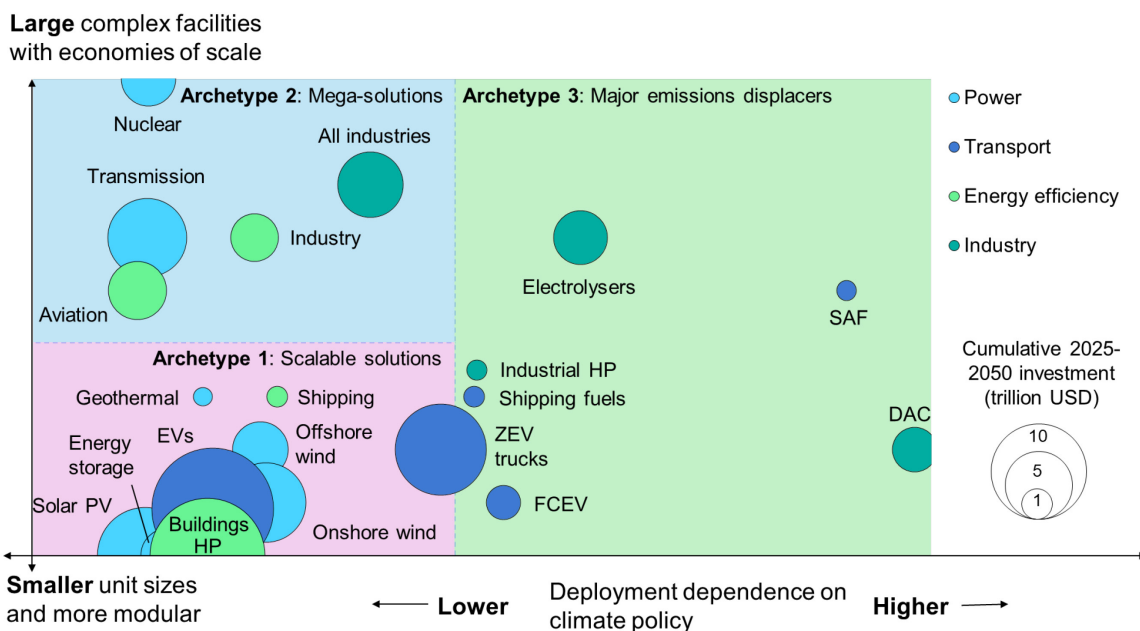 Large complex facilities
with economies of scale
Archetype 2: Mega-solutions
Archetype 3: Major emissions displacers
Nuclear
All industries
Transmission
Industry
Aviation
Electrolysers
SAF
Archetype 1: Scalable solutions
Geothermal
Shipping
Industrial HP
Shipping fuels
EVs
Offshore
wind
Energy
storage
ZEV
trucks
DAC
Solar PV
Buildings
HP
Onshore wind
FCEV
Power
Transport
Energy efficiency
Industry
Cumulative 2025-
2050 investment
(trillion USD)
10
5
1
Smaller unit sizes
and more modular
Lower
Deployment dependence on
climate policy
Higher